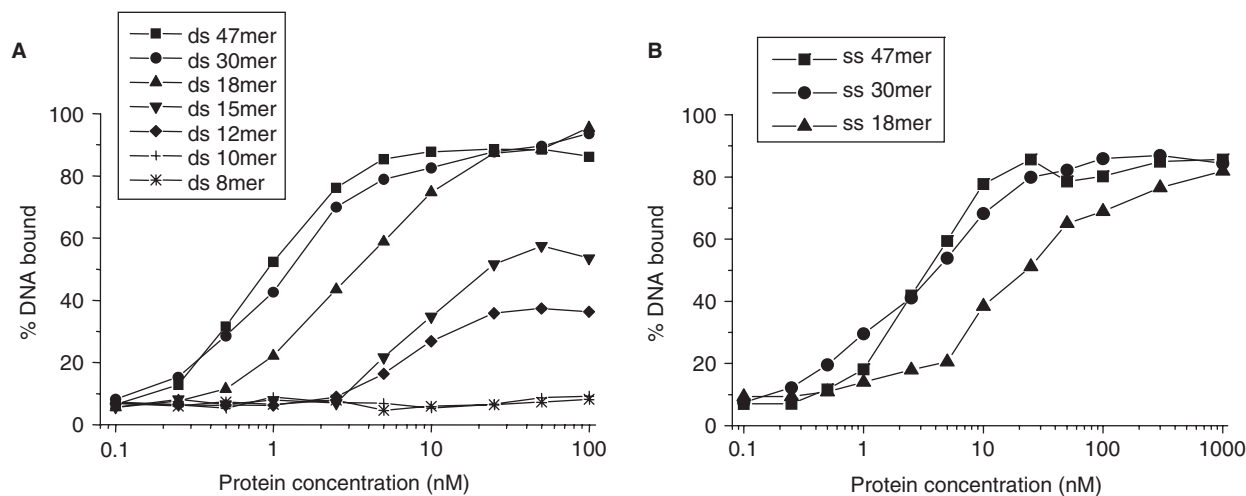 A
ds 47mer
ds 30mer
ds 18mer
ds 15mer
ds 12mer
ds 10mer
ds 8mer
100
80
60
40
20
0
% DNA bound
0.1
1
10
100
Protein concentration (nM)
B
ss 47mer
ss 30mer
ss 18mer
100
80
60
40
20
0
% DNA bound
0.1
1
10
100
1000
Protein concentration (nM)